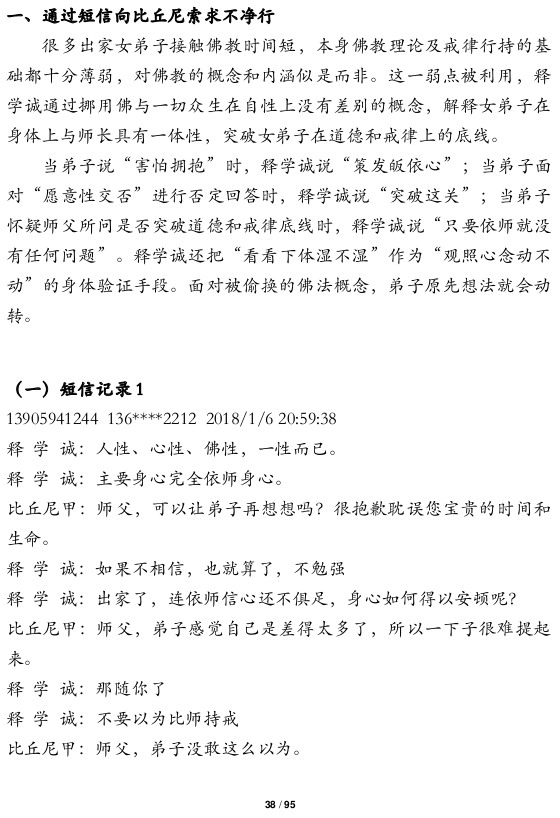 一、通过短信向比丘尼索求不净行
很多出家女弟子接触佛教时间短，本身佛教理论及戒律行持的基
础都十分薄弱，对佛教的概念和内涵似是而非。这一弱点被利用，释
学诚通过挪用佛与一切众生在自性上没有差别的概念，解释女弟子在
身体上与师长具有一体性，突破女弟子在道德和戒律上的底线。
当弟子说“害怕拥抱”时，释学诚说“策发皈依心”；当弟子面
对“愿意性交否”进行否定回答时，释学诚说“突破这关”；当弟子
怀疑师父所问是否突破道德和戒律底线时，释学诚说“只要依师就没
有任何问题”。释学诚还把“看看下体湿不湿”作为“观照心念动不
动”的身体验证手段。面对被偷换的佛法概念，弟子原先想法就会动
转。
（一）短信记录 1
13905941244 136****2212 2018/1/6 20:59:38
释 学 诚：人性、心性、佛性，一性而已。
释 学 诚：主要身心完全依师身心。
比丘尼甲：师父，可以让弟子再想想吗？很抱歉耽误您宝贵的时间和
生命。
释 学 诚：如果不相信，也就算了，不勉强
释 学 诚：出家了，连依师信心还不俱足，身心如何得以安顿呢？
比丘尼甲：师父，弟子感觉自己是差得太多了，所以一下子很难提起
来。
释 学 诚：那随你了
释 学 诚：不要以为比师持戒
比丘尼甲：师父，弟子没敢这么以为。
38 / 95